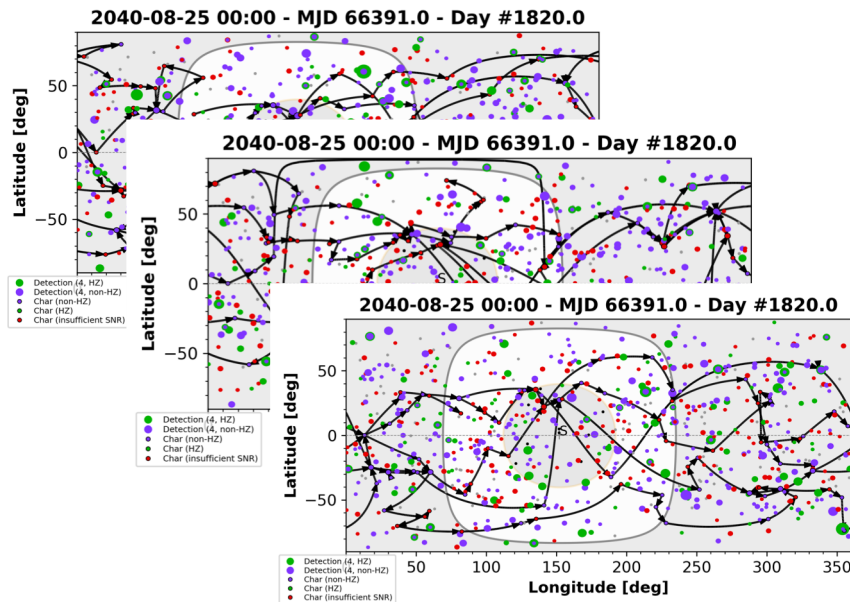 2040-08-25 00:00 - MJD 66391.0 - Day #1820.0
Latitude [deg]
50
0
−50
Detection (4, HZ)
Detection (4, non-HZ)
Char (non-HZ)
Char (HZ)
Char (insufficient SNR)
2040-08-25 00:00 - MJD 66391.0 - Day #1820.0
Latitude [deg]
50
0
−50
S
Detection (4, HZ)
Detection (4, non-HZ)
Char (non-HZ)
Char (HZ)
Char (insufficient SNR)
2040-08-25 00:00 - MJD 66391.0 - Day #1820.0
Latitude [deg]
50
0
−50
S
50 100 150 200 250 300 350
Longitude [deg]
Detection (4, HZ)
Detection (4, non-HZ)
Char (non-HZ)
Char (HZ)
Char (insufficient SNR)